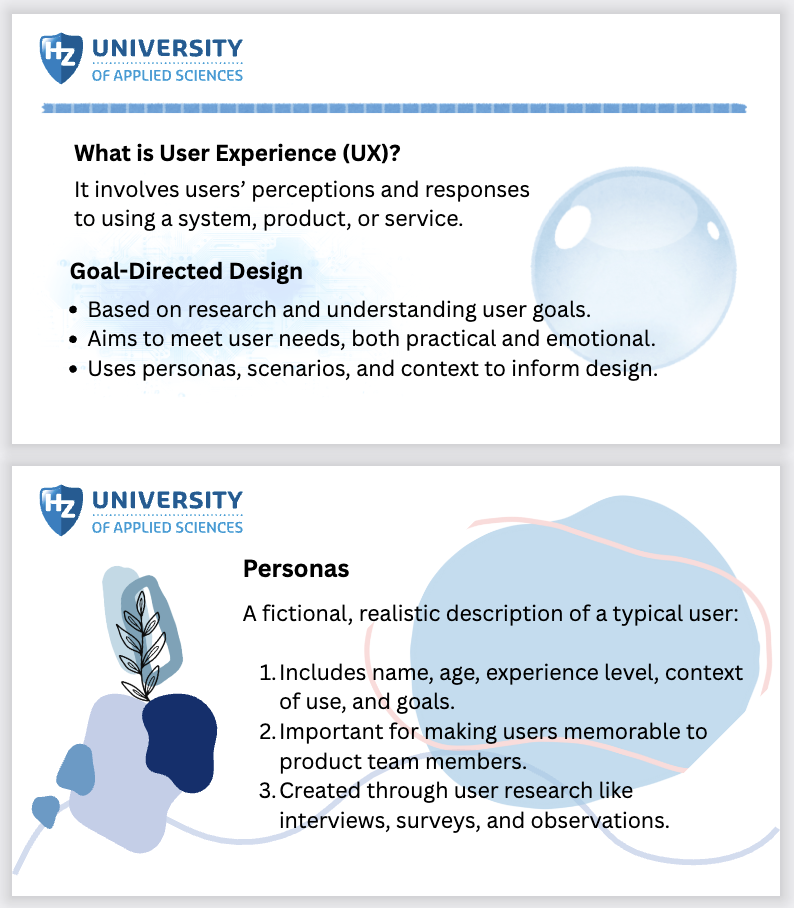 HZ UNIVERSITY
OF APPLIED SCIENCES
What is User Experience (UX)?
It involves users’ perceptions and responses
to using a system, product, or service.
Goal-Directed Design
• Based on research and understanding user goals.
• Aims to meet user needs, both practical and emotional.
• Uses personas, scenarios, and context to inform design.
HZ UNIVERSITY
OF APPLIED SCIENCES
Personas
A fictional, realistic description of a typical user:
1. Includes name, age, experience level, context
of use, and goals.
2. Important for making users memorable to
product team members.
3. Created through user research like
interviews, surveys, and observations.